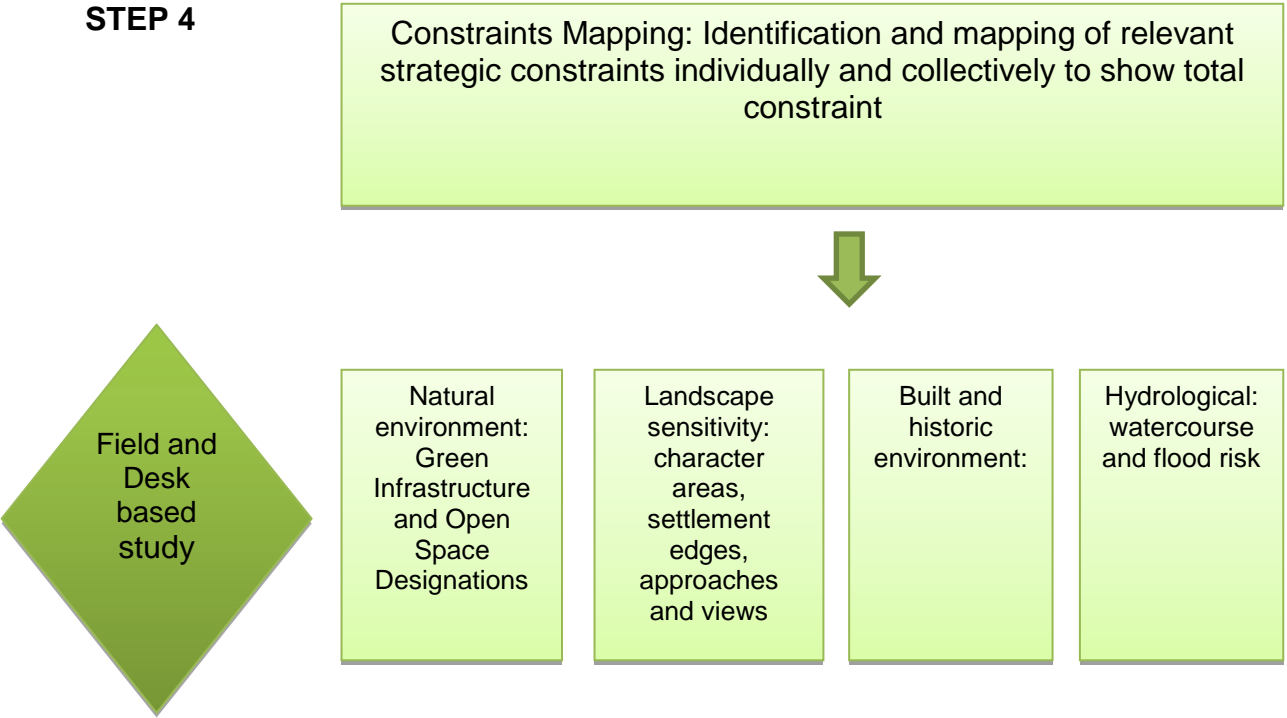 STEP 4
Constraints Mapping: Identification and mapping of relevant
strategic constraints individually and collectively to show total
constraint
Field and
Desk
based
study
Natural
environment:
Green
Infrastructure
and Open
Space
Designations
Landscape
sensitivity:
character
areas,
settlement
edges,
approaches
and views
Built and
historic
environment:
Hydrological:
watercourse
and flood risk